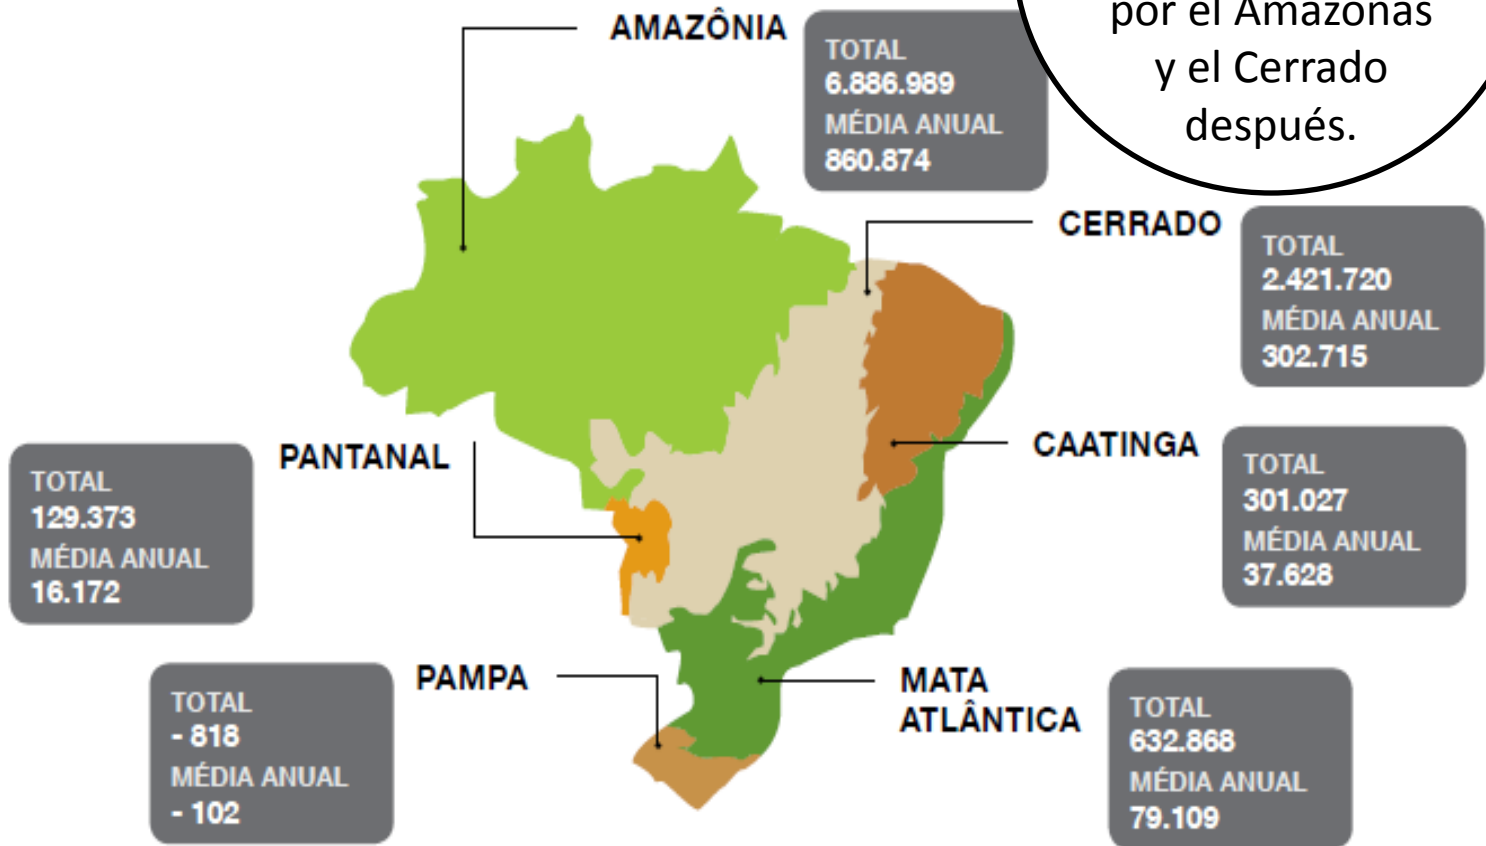 por el Amazonas
y el Cerrado
después.
AMAZÔNIA
TOTAL
6.886.989
MÉDIA ANUAL
860.874
CERRADO
TOTAL
2.421.720
MÉDIA ANUAL
302.715
PANTANAL
TOTAL
129.373
MÉDIA ANUAL
16.172
CAATINGA
TOTAL
301.027
MÉDIA ANUAL
37.628
PAMPA
TOTAL
- 818
MÉDIA ANUAL
- 102
MATA
ATLÂNTICA
TOTAL
632.868
MÉDIA ANUAL
79.109